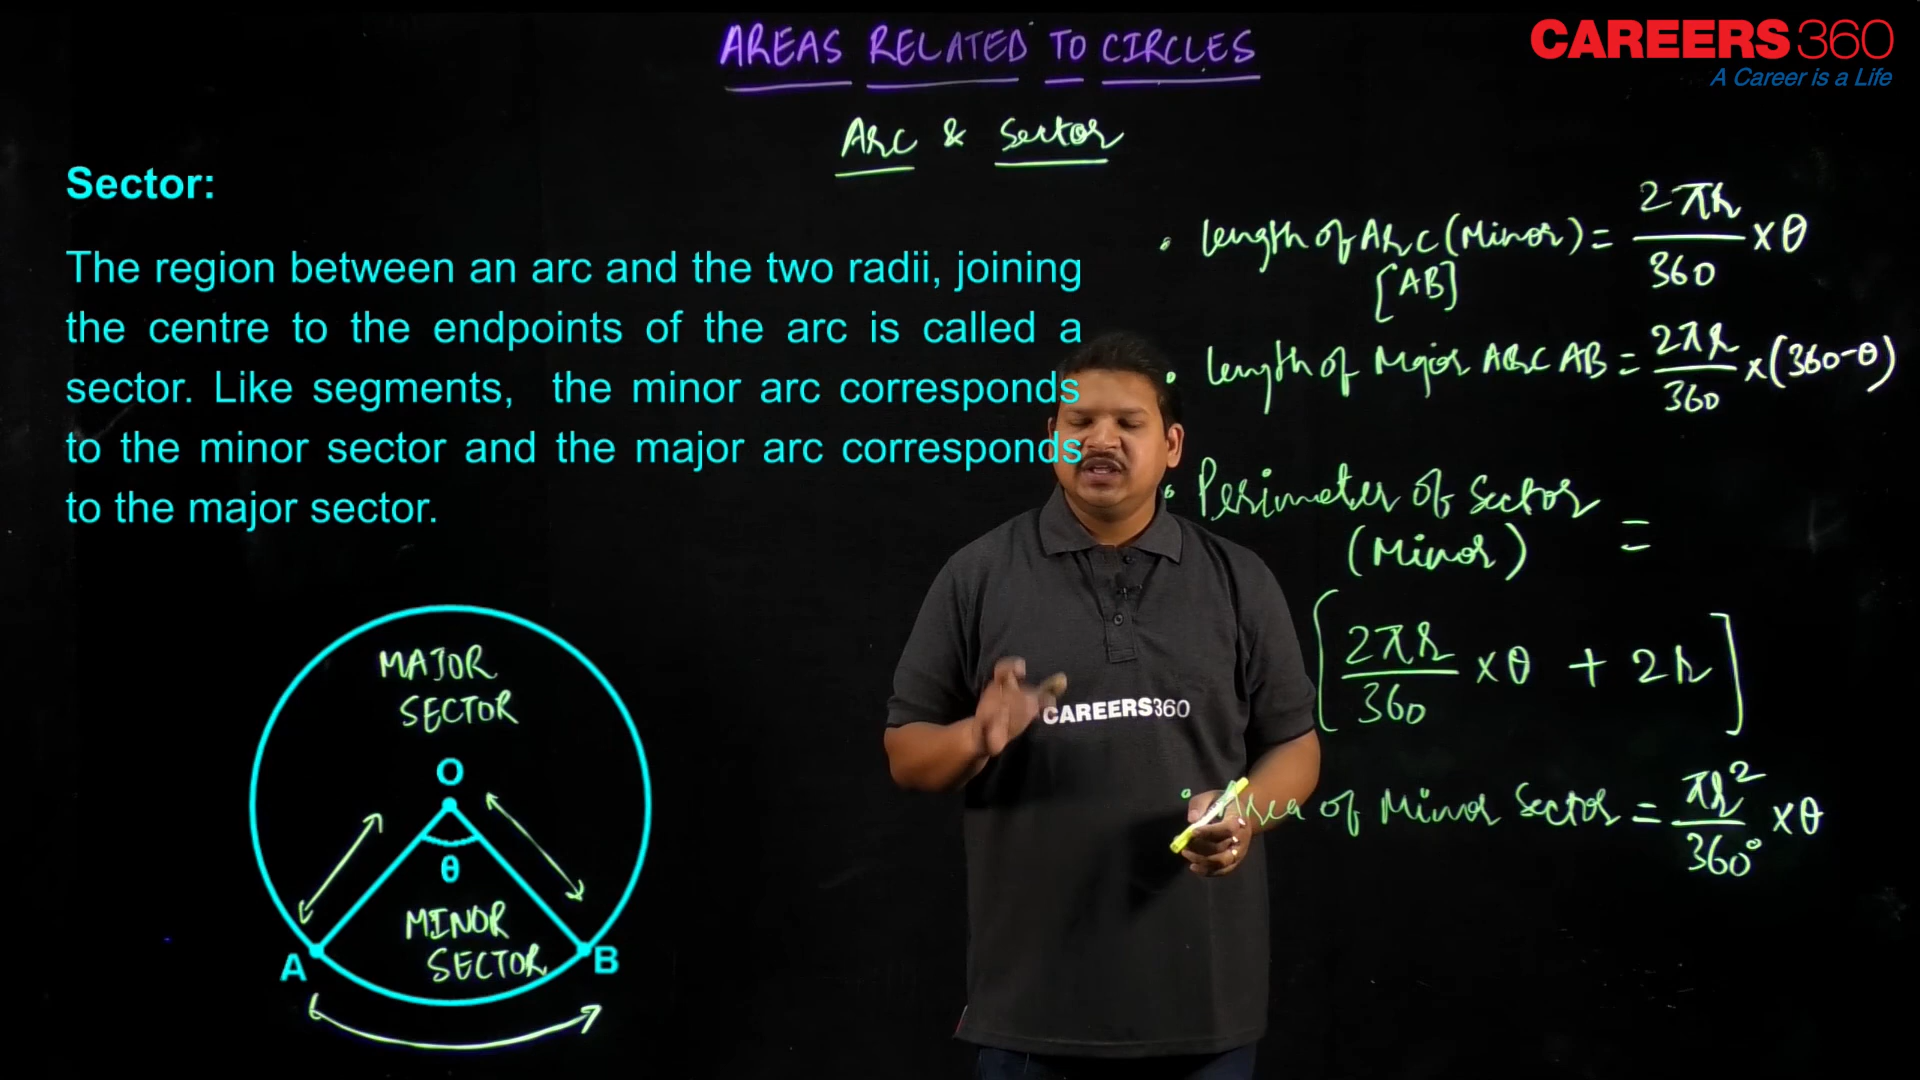 AREAS RELATED TO CIRCLES
CAREERS360
A Career is a Life
Arc & Sector
Sector:
The region between an arc and the two radii, joining
the centre to the endpoints of the arc is called a
sector. Like segments, the minor arc corresponds
to the minor sector and the major arc corresponds
to the major sector.
MAJOR
SECTOR
O
θ
MINOR
SECTOR
A
B
• Length of Arc (Minor) = 2πr/360 × θ
[AB]
• Length of Major Arc AB = 2πr/360 × (360-θ)
• Perimeter of Sector
(Minor) =
[2πr/360 × θ + 2r]
• Area of Minor Sector = πr²/360° × θ
CAREERS360